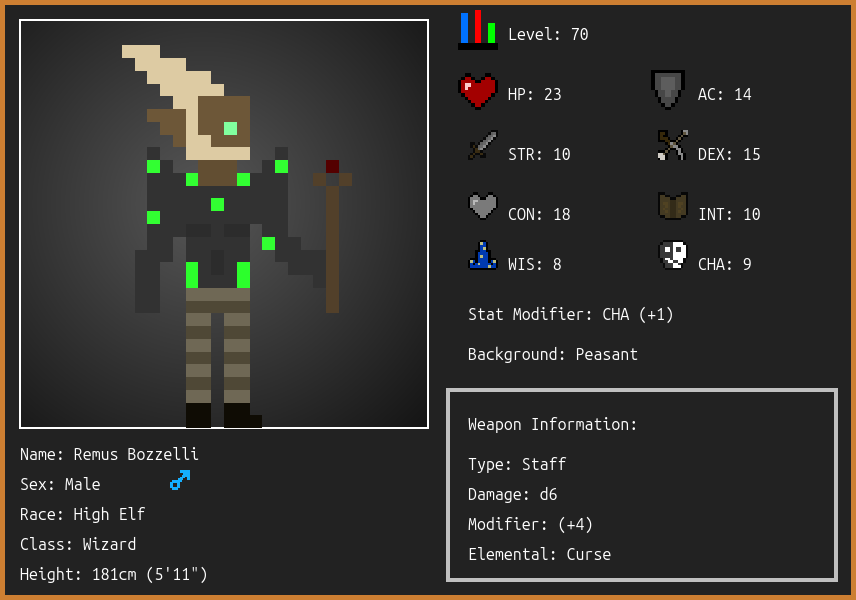 Level: 70
HP: 23
AC: 14
STR: 10
DEX: 15
CON: 18
INT: 10
WIS: 8
CHA: 9
Stat Modifier: CHA (+1)
Background: Peasant
Weapon Information:
Type: Staff
Damage: d6
Modifier: (+4)
Elemental: Curse
Name: Remus Bozzelli
Sex: Male
Race: High Elf
Class: Wizard
Height: 181cm (5'11")